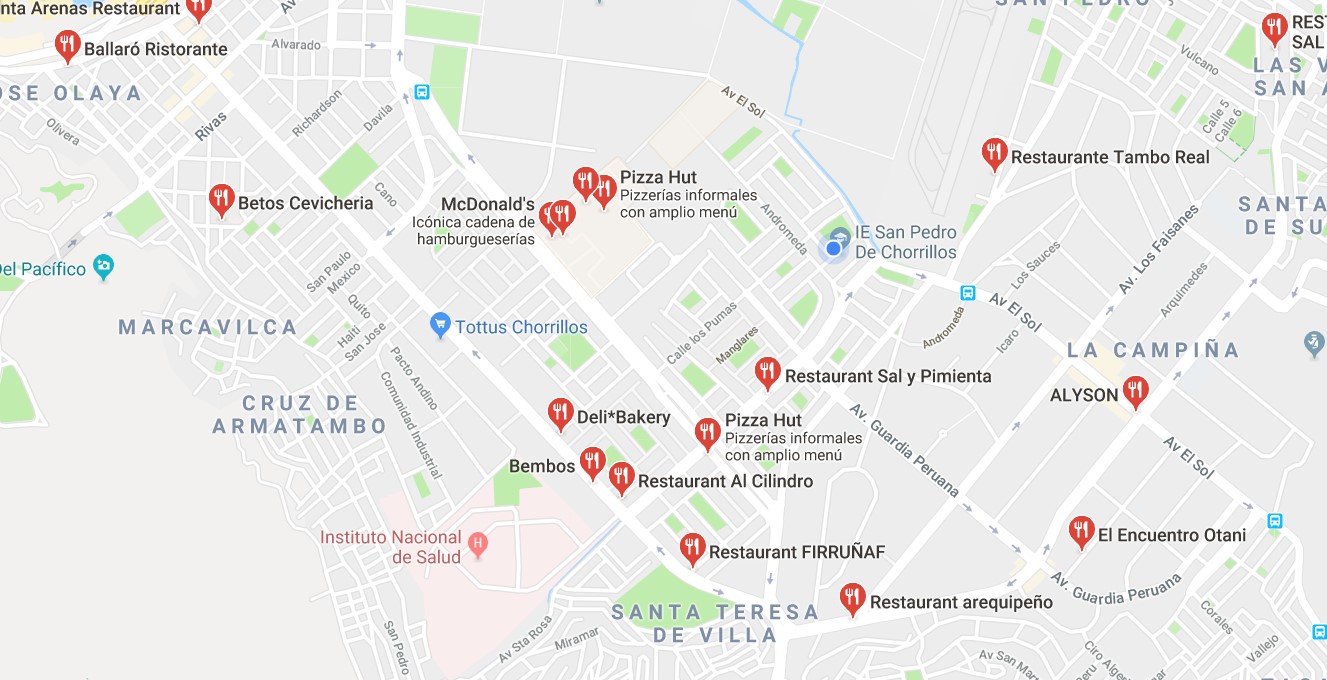 nta Arenas Restaurant
Av
SAN PEDRO
REST
SAL
Ballaró Ristorante
Alvarado
Vulcano
LAS V
SAN A
OSE OLAYA
Richardson
Davila
Av El Sol
Calle 5
Calle 6
Olivera
Rivas
Restaurante Tambo Real
Pizza Hut
Pizzerías informales
con amplio menú
Cano
Betos Cevicheria
McDonald's
Icónica cadena de
hamburgueserías
SANTA
DE SU
Andromeda
IE San Pedro
De Chorrillos
Av. Los Faisanes
Los Sauces
Del Pacífico
San Paulo
Mexico
Arquimedes
Quito
Av El Sol
MARCAVILCA
Tottus Chorrillos
Haiti
San Jose
Calle los Pumas
Manglares
Andromeda
Icaro
LA CAMPIÑA
Pacto Andino
Restaurant Sal y Pimienta
ALYSON
Comunidad Industrial
CRUZ DE
ARMATAMBO
Deli*Bakery
Pizza Hut
Pizzerías informales
con amplio menú
Av. Guardia Peruana
Av El Sol
Bembos
Restaurant Al Cilindro
Instituto Nacional
de Salud
H
El Encuentro Otani
Restaurant FIRRUÑAF
Av. Guardia Peruana
Restaurant arequipeño
SANTA TERESA
DE VILLA
San Pedro
Av Sta Rosa
Miramar
Corales
Vallejo
Av San Mar
Ciro Alegr